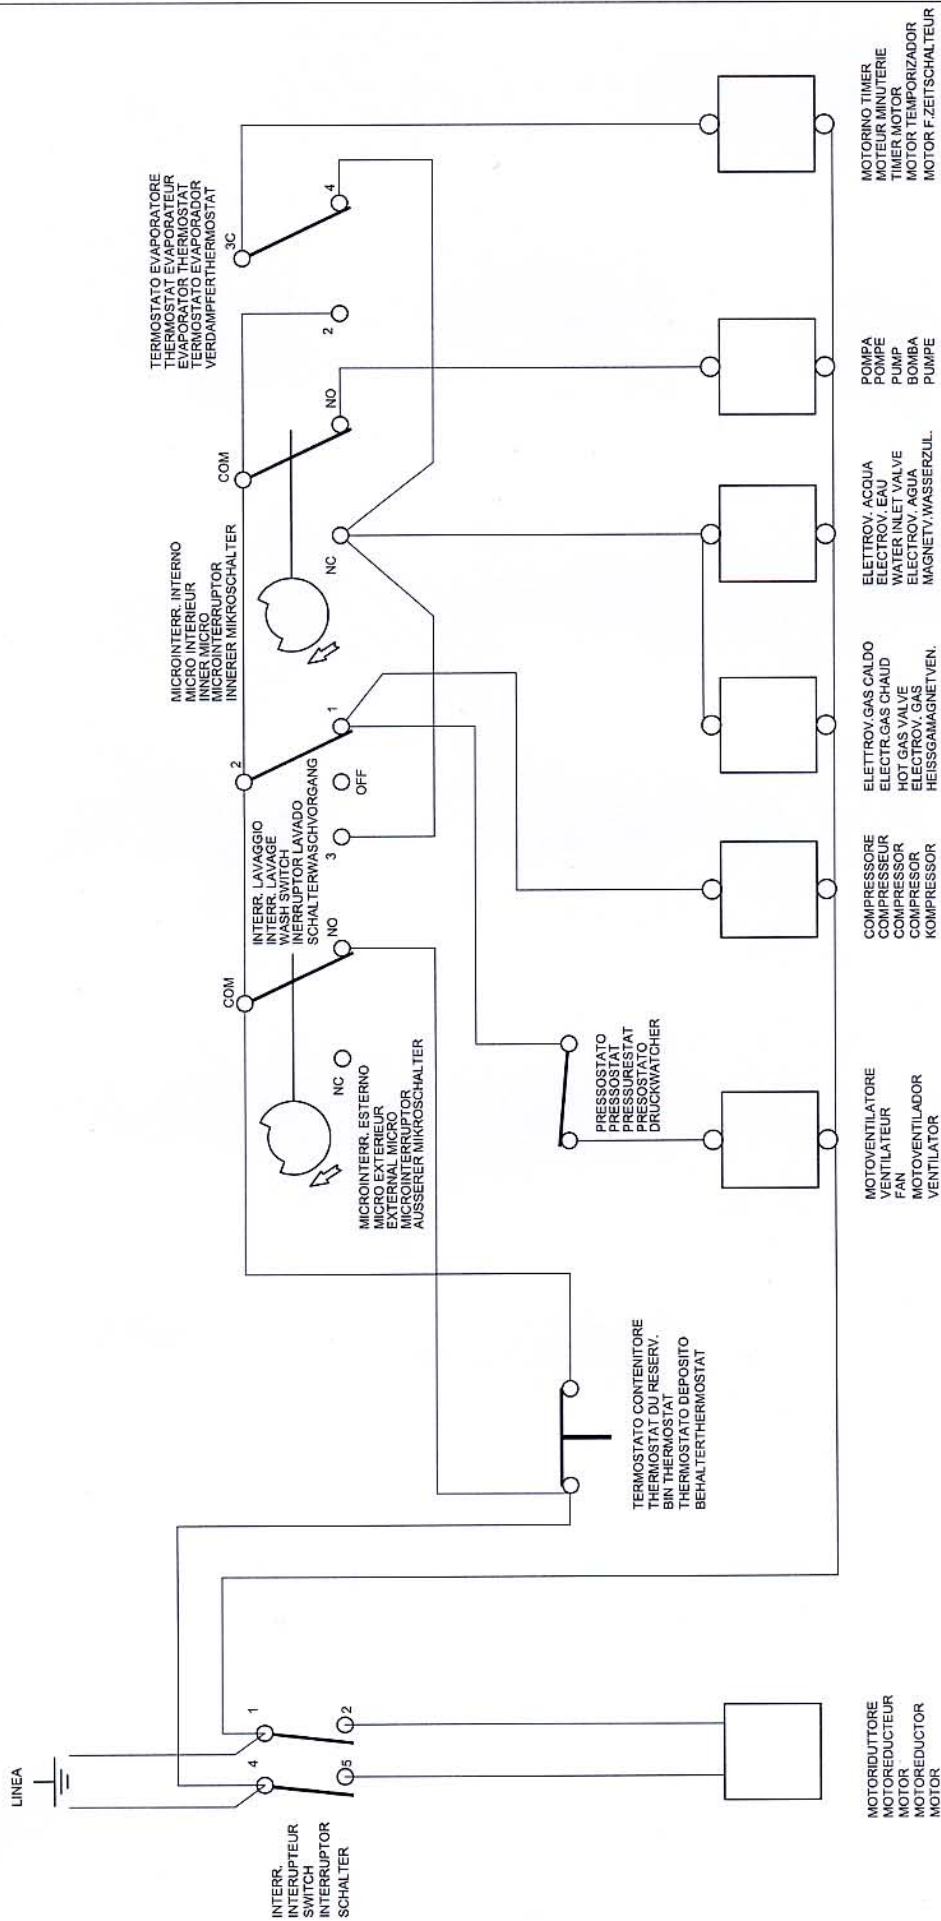 LINEA
INTERR.
INTERUPTEUR
SWITCH
INTERRUPTOR
SCHALTER
4
1
5
2
MOTORIDUTTORE
MOTOREDUCTEUR
MOTOR
MOTOREDUCTOR
MOTOR
TERMOSTATO CONTENITORE
THERMOSTAT DU RESERV.
BIN THERMOSTAT
THERMOSTATO DEPOSITO
BEHALTERTHERMOSTAT
MICROINTERR. ESTERNO
MICRO EXTERIEUR
EXTERNAL MICRO
MICROINTERRUPTOR
AUSSERER MIKROSCHALTER
COM
NC
NO
INTERR. LAVAGGIO
INTERR. LAVAGE
WASH SWITCH
INERRUPTOR LAVADO
SCHALTERWASCHVORGANG
2
3
OFF
1
MICROINTERR. INTERNO
MICRO INTERIEUR
INNER MICRO
MICROINTERRUPTOR
INNERER MIKROSCHALTER
COM
NC
NO
TERMOSTATO EVAPORATORE
THERMOSTAT EVAPORATEUR
EVAPORATOR THERMOSTAT
TERMOSTATO EVAPORADOR
VERDAMPFERTHERMOSTAT
3C
2
4
PRESSOSTATO
PRESSOSTAT
PRESSURESTAT
PRESOSTATO
DRUCKWATCHER
MOTOVENTILATORE
VENTILATEUR
FAN
MOTOVENTILADOR
VENTILATOR
COMPRESSORE
COMPRESSEUR
COMPRESSOR
COMPRESOR
KOMPRESSOR
ELETTROV.GAS CALDO
ELECTR.GAS CHAUD
HOT GAS VALVE
ELECTROV. GAS
HEISSGAMAGNETVEN.
ELETTROV. ACQUA
ELECTROV. EAU
WATER INLET VALVE
ELECTROV. AGUA
MAGNETV.WASSERZUL.
POMPA
POMPE
PUMP
BOMBA
PUMPE
MOTORINO TIMER
MOTEUR MINUTERIE
TIMER MOTOR
MOTOR TEMPORIZADOR
MOTOR F.ZEITSCHALTEUR